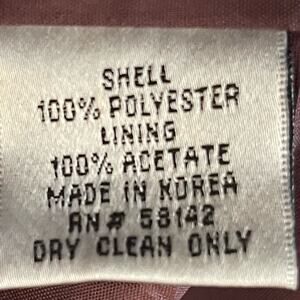 SHELL
100% POLYESTER
LINING
100% ACETATE
MADE IN KOREA
RN# 58142
DRY CLEAN ONLY